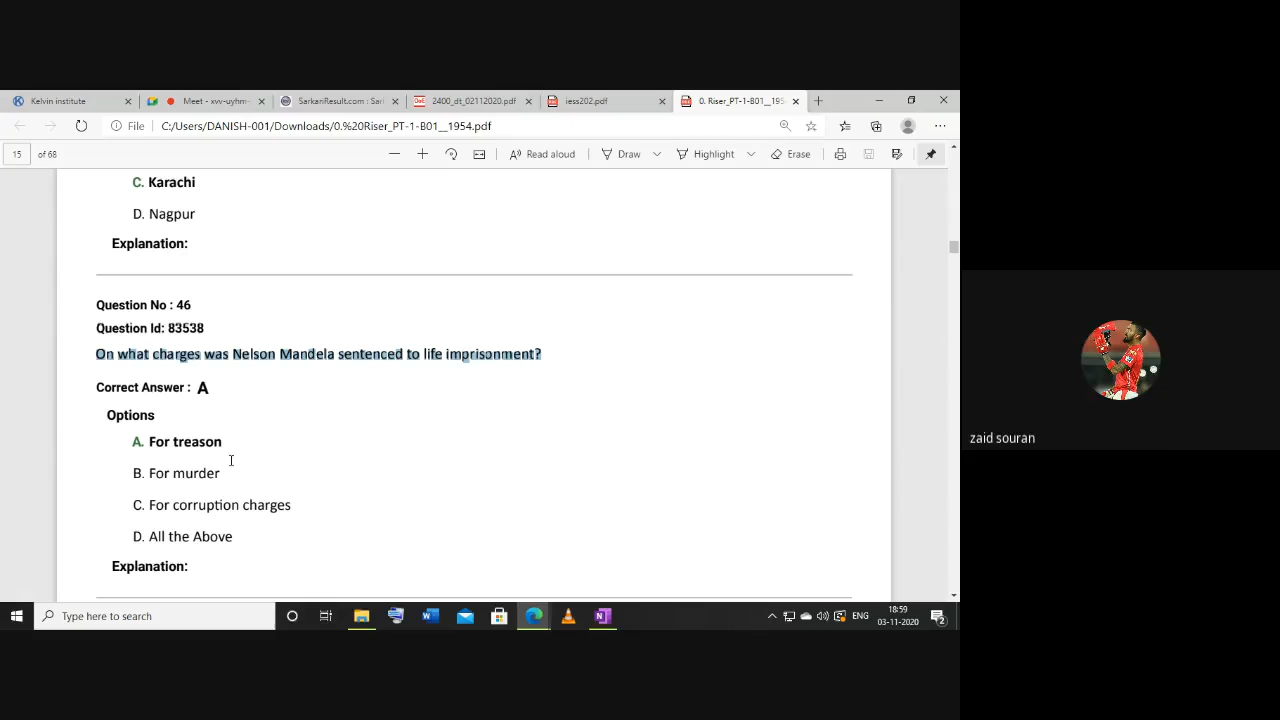 Kelvin institute
Meet - xvv-uyhm-
SarkariResult.com : Sark
2400_dt_02112020.pdf
iess202.pdf
0. Riser_PT-1-B01__1954
File
C:/Users/DANISH-001/Downloads/0.%20Riser_PT-1-B01__1954.pdf
15 of 68
Read aloud
Draw
Highlight
Erase
C. Karachi
D. Nagpur
Explanation:
Question No : 46
Question Id: 83538
On what charges was Nelson Mandela sentenced to life imprisonment?
Correct Answer : A
Options
A. For treason
B. For murder
C. For corruption charges
D. All the Above
Explanation:
zaid souran
Type here to search
ENG
18:59
03-11-2020
2